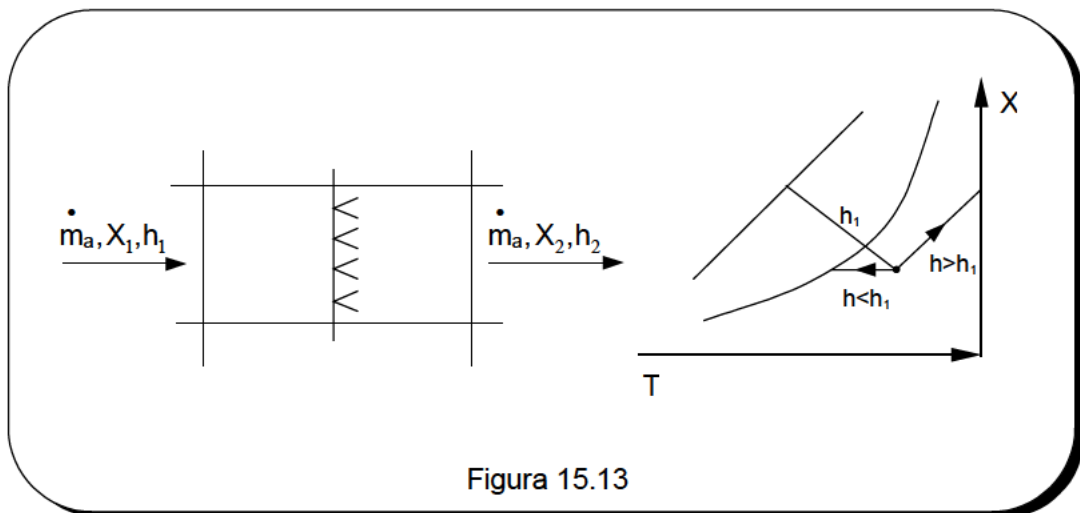 ṁₐ, X₁, h₁
ṁₐ, X₂, h₂
X
h₁
h>h₁
h<h₁
T
Figura 15.13